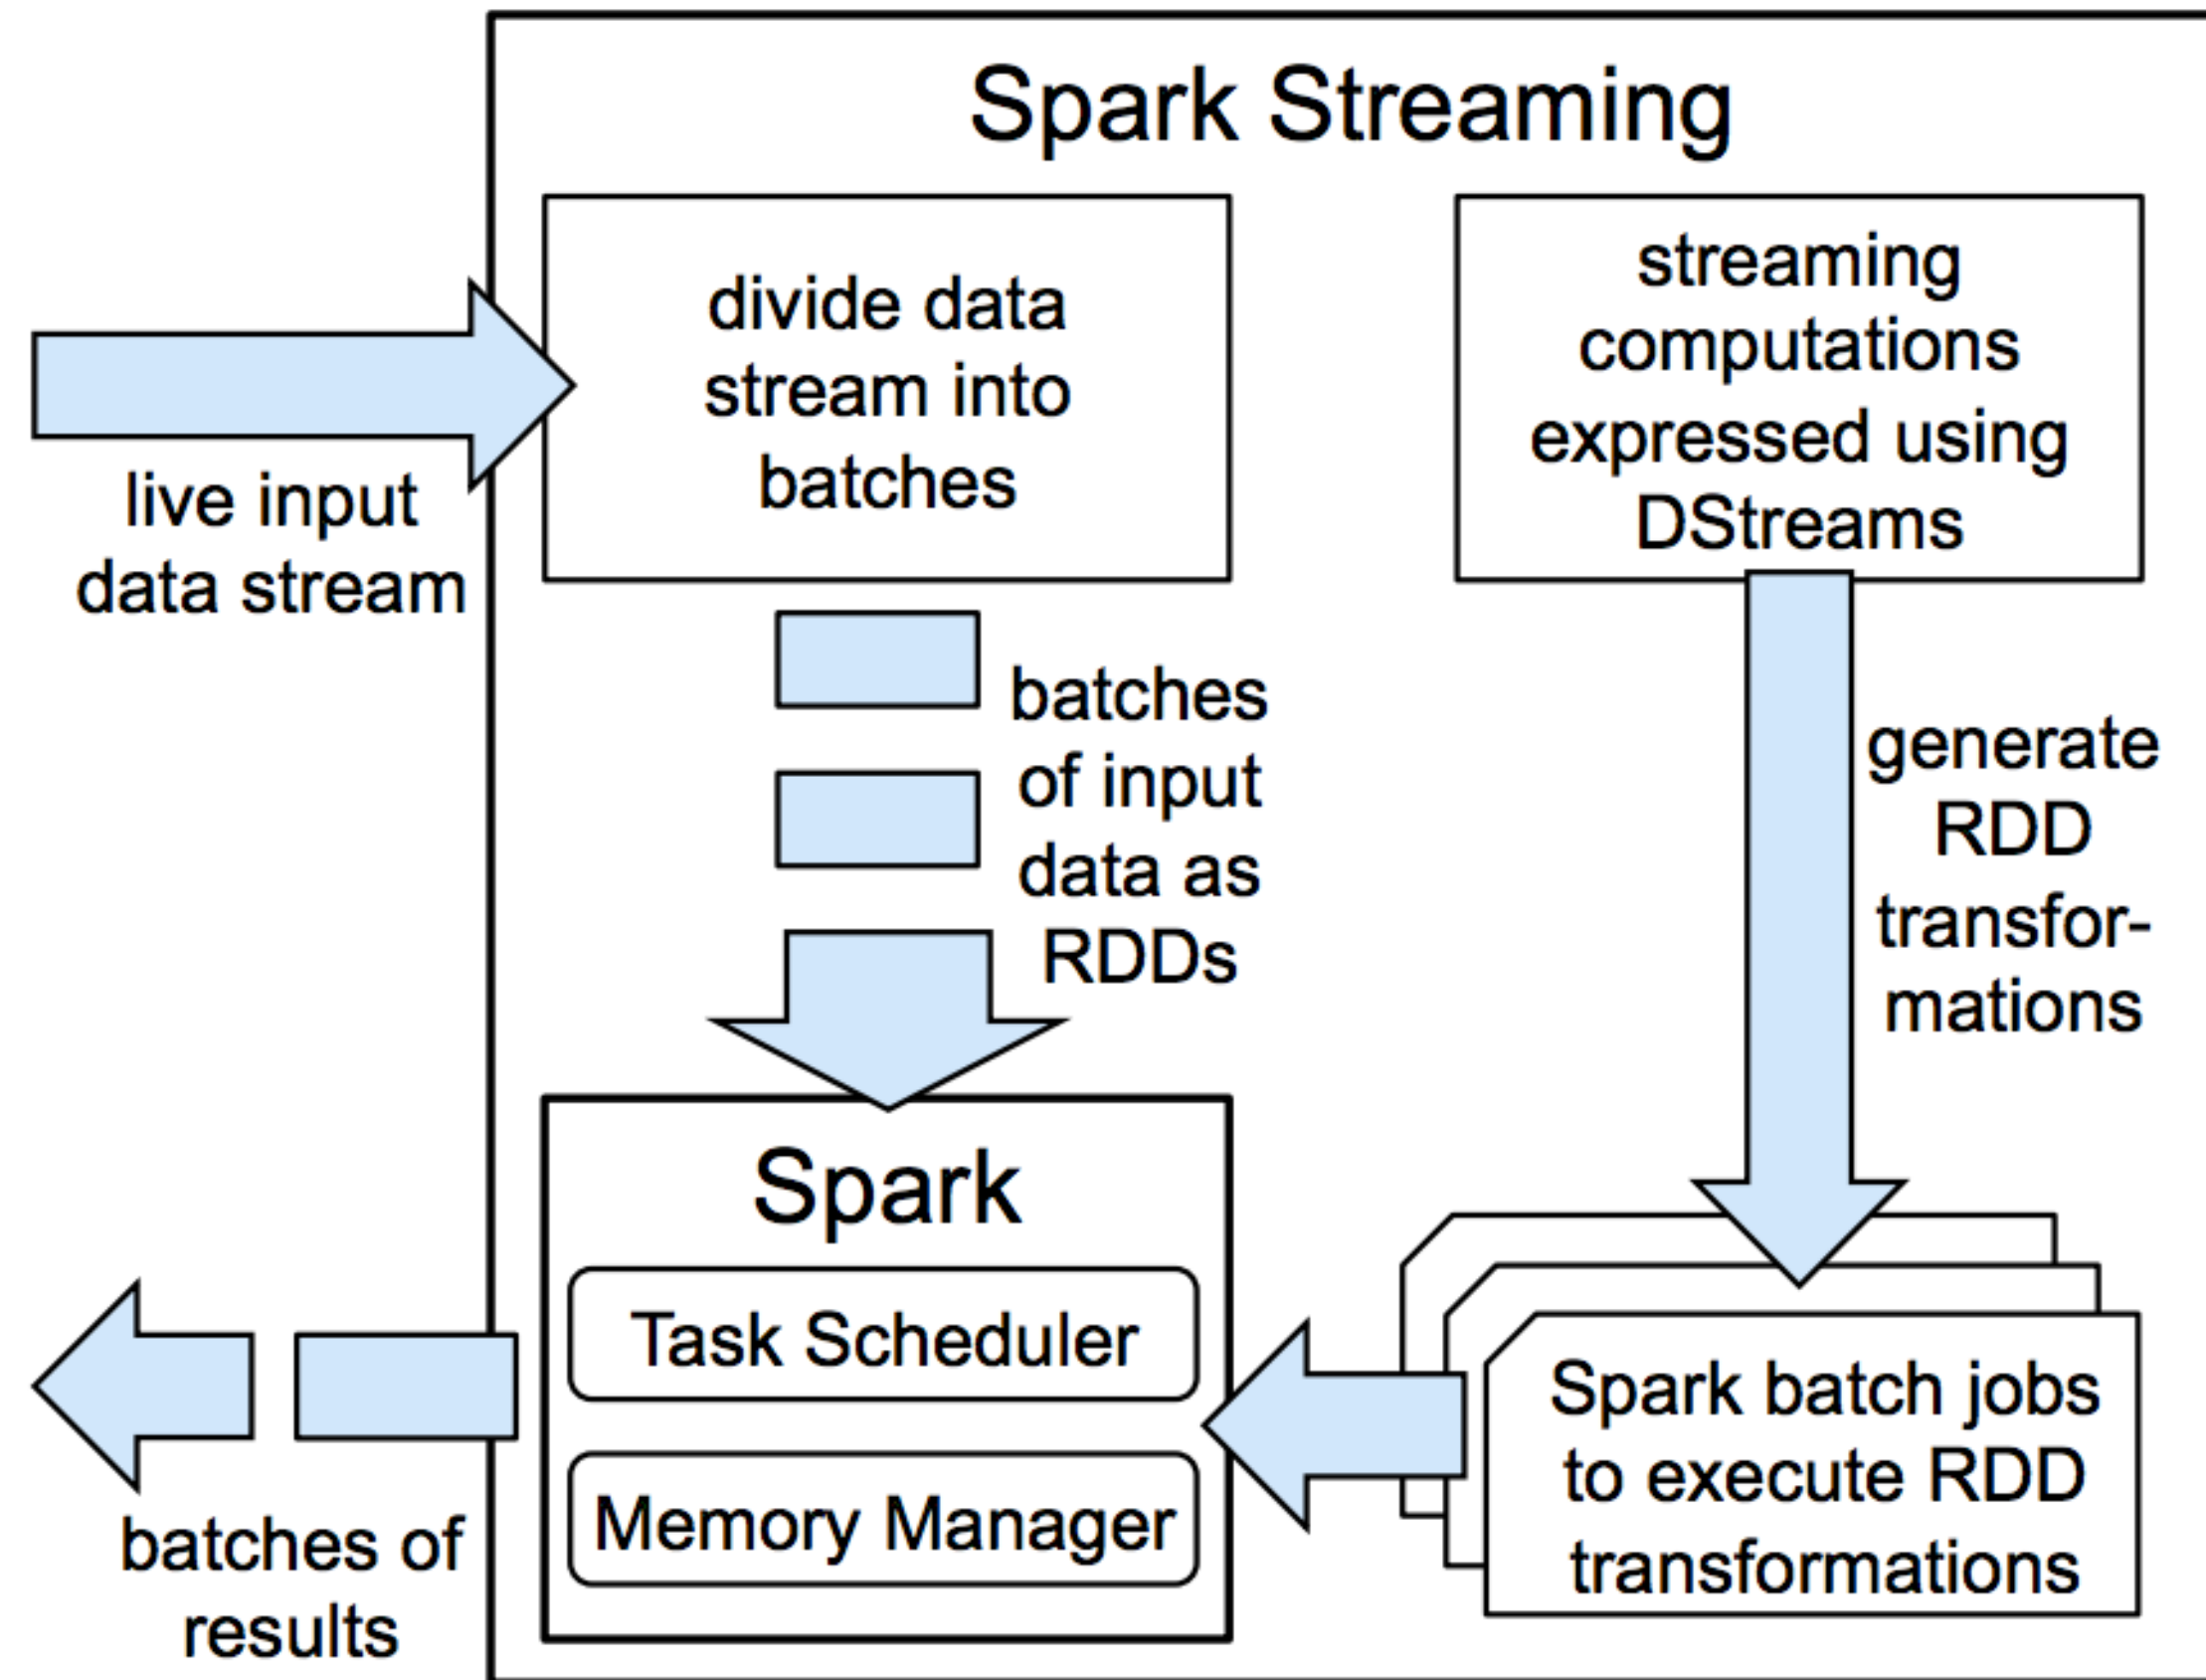 Spark Streaming
divide data
stream into
batches
streaming
computations
expressed using
DStreams
live input
data stream
batches
of input
data as
RDDs
generate
RDD
transfor-
mations
Spark
Task Scheduler
Memory Manager
Spark batch jobs
to execute RDD
transformations
batches of
results